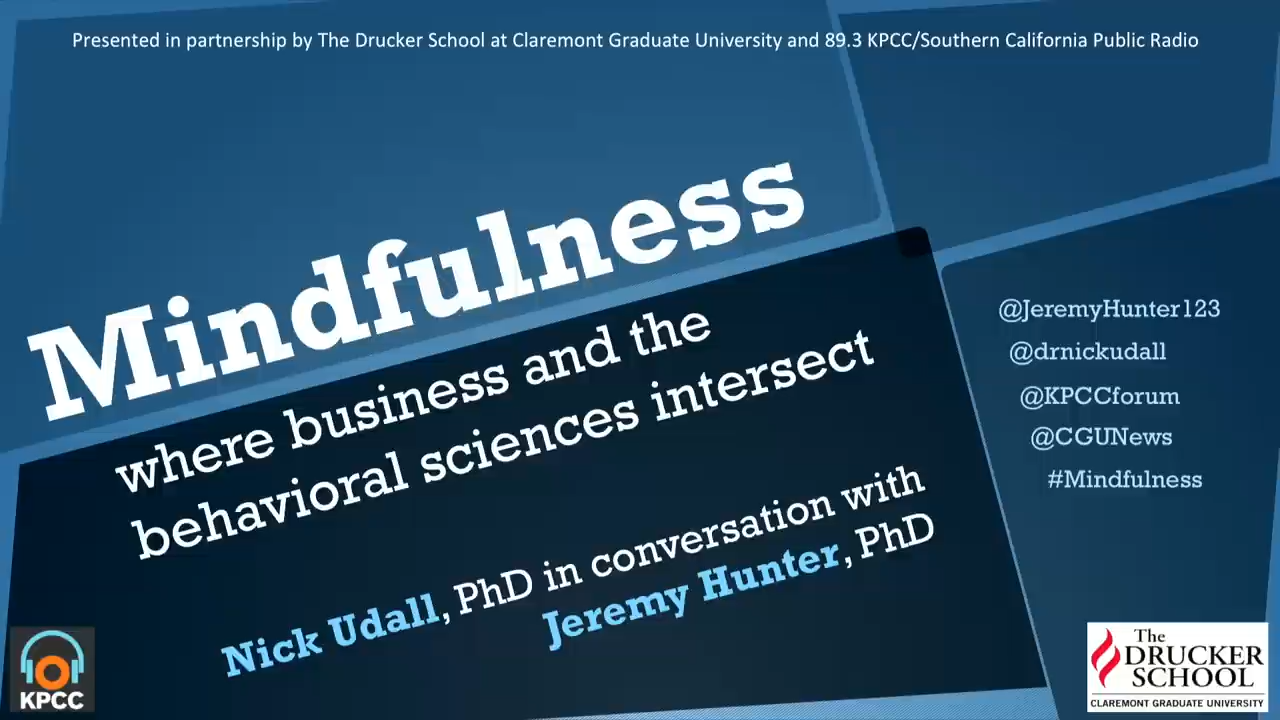 Presented in partnership by The Drucker School at Claremont Graduate University and 89.3 KPCC/Southern California Public Radio
Mindfulness
where business and the
behavioral sciences intersect
Nick Udall, PhD in conversation with
Jeremy Hunter, PhD
@JeremyHunter123
@drnickudall
@KPCCforum
@CGUNews
#Mindfulness
KPCC
The
DRUCKER
SCHOOL
CLAREMONT GRADUATE UNIVERSITY